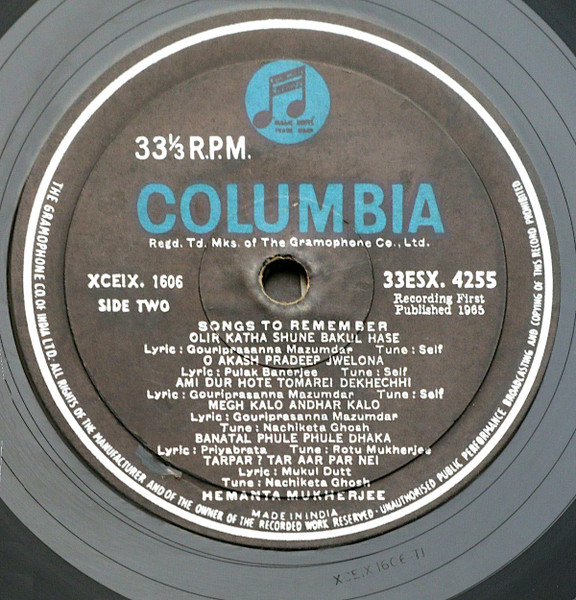 MAGIC NOTES
TRADE MARK
33⅓ R.P.M.
COLUMBIA
Regd. Td. Mks. of The Gramophone Co., Ltd.
XCEIX. 1606
SIDE TWO
33ESX. 4255
Recording First
Published 1965
SONGS TO REMEMBER
OLIR KATHA SHUNE BAKUL HASE
Lyric : Gouriprasanna Mazumdar Tune : Self
O AKASH PRADEEP JWELONA
Lyric : Pulak Banerjee Tune : Self
AMI DUR HOTE TOMAREI DEKHECHHI
Lyric : Gouriprasanna Mazumdar Tune : Self
MEGH KALO ANDHAR KALO
Lyric : Gouriprasanna Mazumdar
Tune : Nachiketa Ghosh
BANATAL PHULE PHULE DHAKA
Lyric : Priyabrata Tune : Rotu Mukherjee
TARPAR ? TAR AAR PAR NEI
Lyric : Mukul Dutt
Tune : Nachiketa Ghosh
HEMANTA MUKHERJEE
MADE IN INDIA
THE GRAMOPHONE CO. OF INDIA LTD. ALL RIGHTS OF THE MANUFACTURER AND OF THE OWNER OF THE RECORDED WORK RESERVED · UNAUTHORISED PUBLIC PERFORMANCE BROADCASTING AND COPYING OF THIS RECORD PROHIBITED